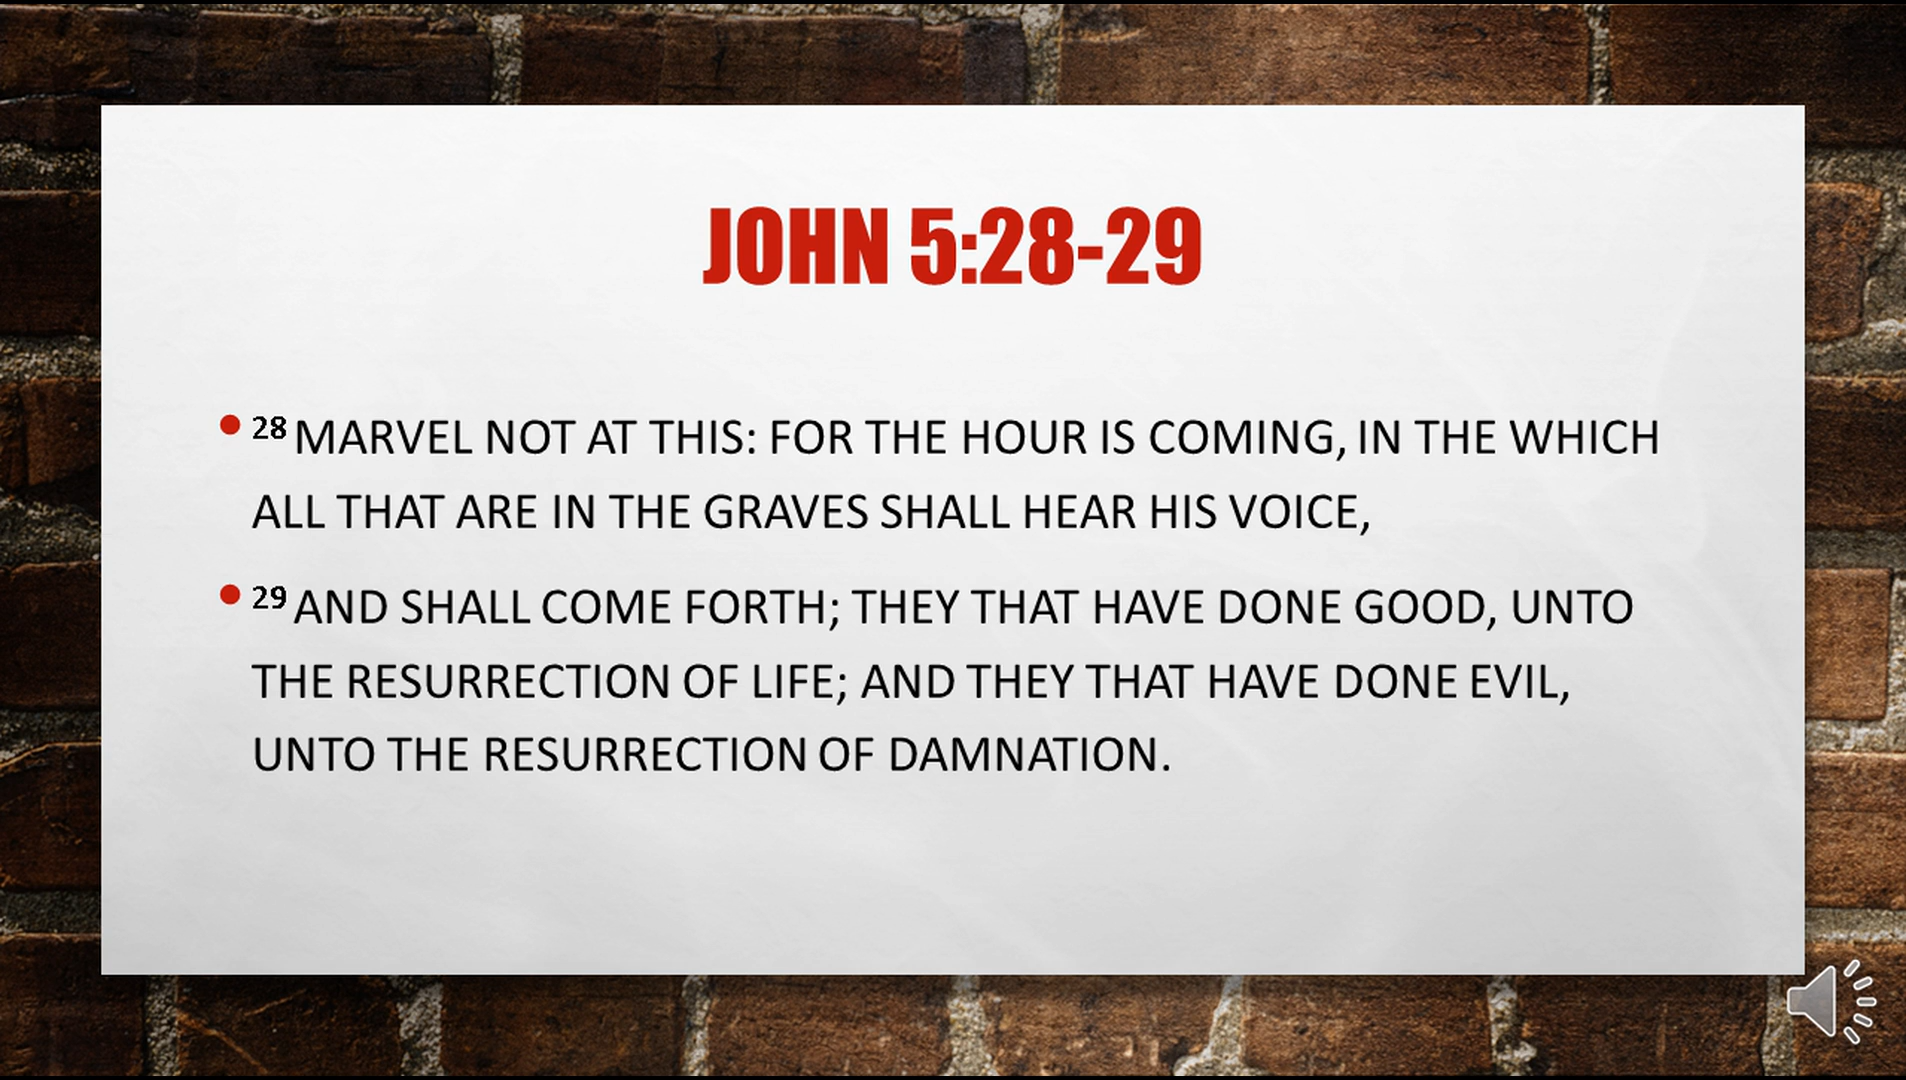 JOHN 5:28-29
• 28 MARVEL NOT AT THIS: FOR THE HOUR IS COMING, IN THE WHICH
ALL THAT ARE IN THE GRAVES SHALL HEAR HIS VOICE,
• 29 AND SHALL COME FORTH; THEY THAT HAVE DONE GOOD, UNTO
THE RESURRECTION OF LIFE; AND THEY THAT HAVE DONE EVIL,
UNTO THE RESURRECTION OF DAMNATION.